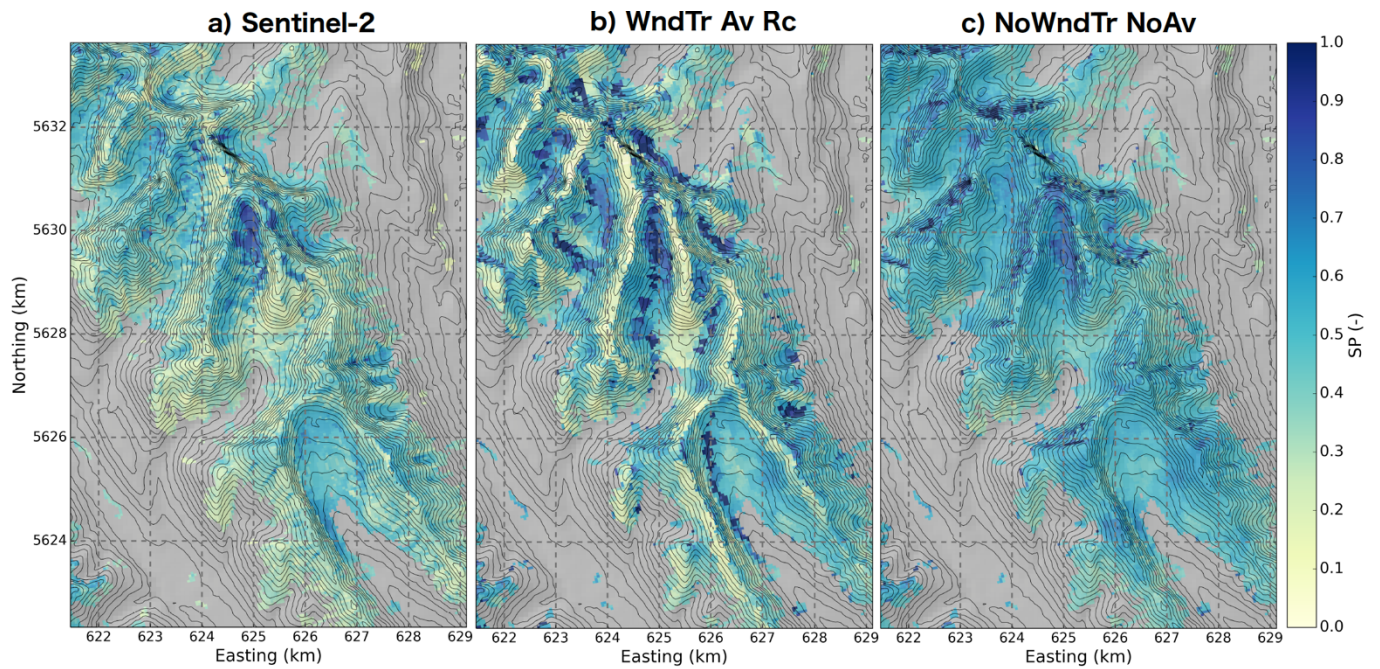 a) Sentinel-2
b) WndTr Av Rc
c) NoWndTr NoAv
Northing (km)
5632
5630
5628
5626
5624
622 623 624 625 626 627 628 629
Easting (km)
622 623 624 625 626 627 628 629
Easting (km)
622 623 624 625 626 627 628 629
Easting (km)
1.0
0.9
0.8
0.7
0.6
0.5
0.4
0.3
0.2
0.1
0.0
SP (-)